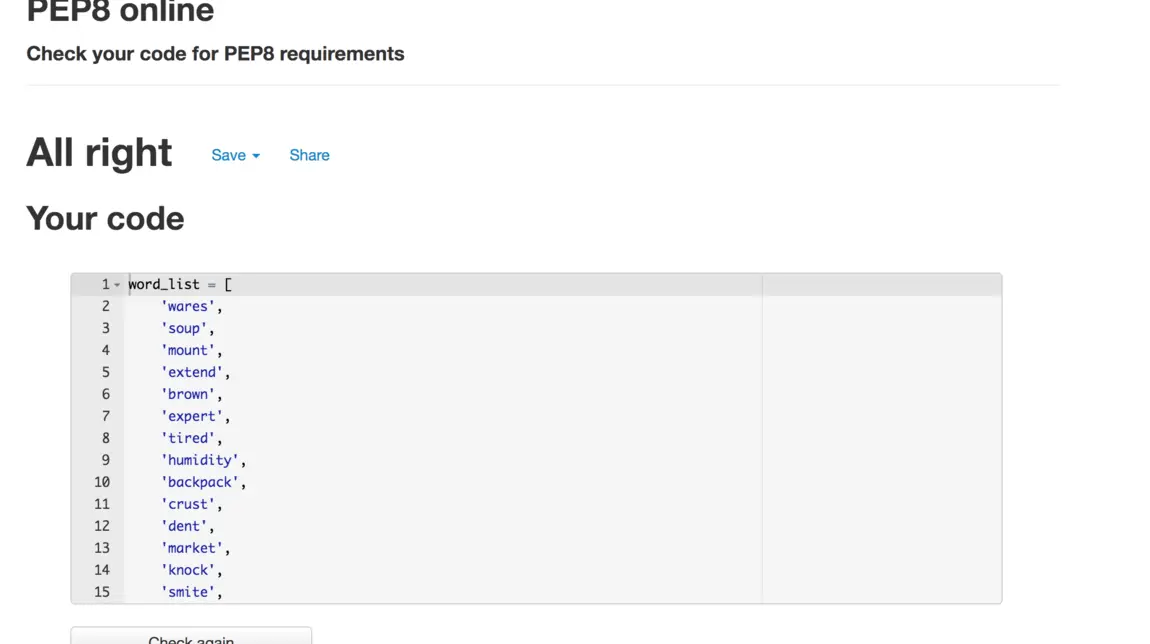 PEP8 online
Check your code for PEP8 requirements
All right Save Share
Your code
1 word_list = [
2 'wares',
3 'soup',
4 'mount',
5 'extend',
6 'brown',
7 'expert',
8 'tired',
9 'humidity',
10 'backpack',
11 'crust',
12 'dent',
13 'market',
14 'knock',
15 'smite',
Check again